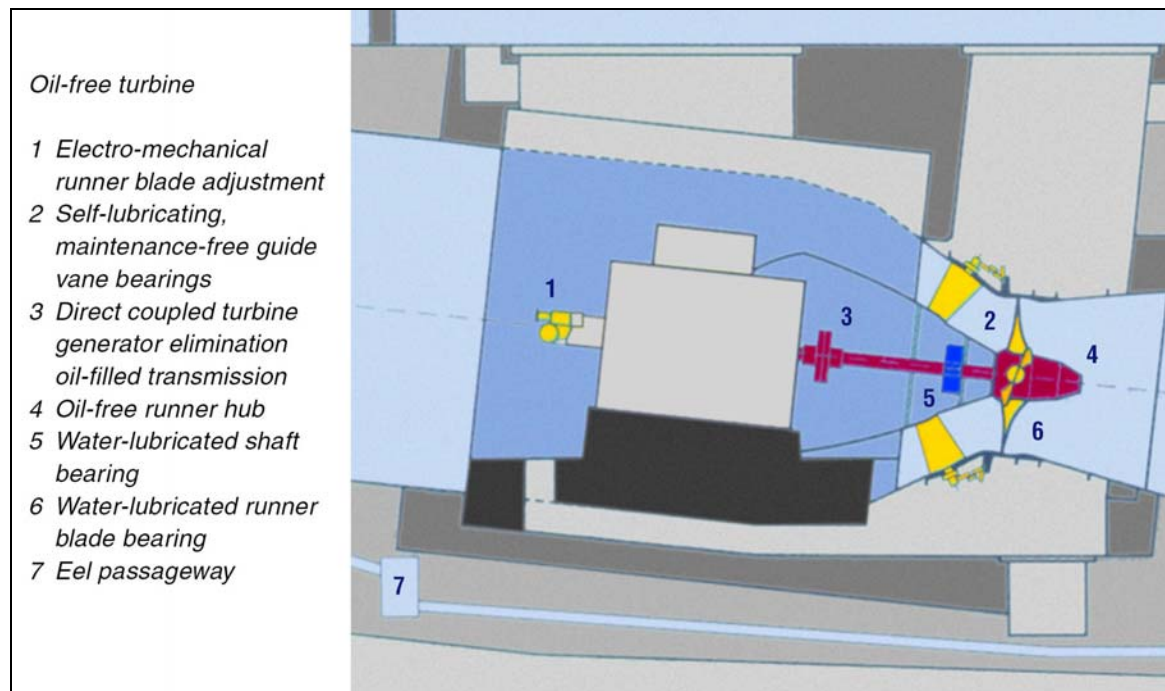 Oil-free turbine
1 Electro-mechanical
runner blade adjustment
2 Self-lubricating,
maintenance-free guide
vane bearings
3 Direct coupled turbine
generator elimination
oil-filled transmission
4 Oil-free runner hub
5 Water-lubricated shaft
bearing
6 Water-lubricated runner
blade bearing
7 Eel passageway
1
3
2
4
5
6
7